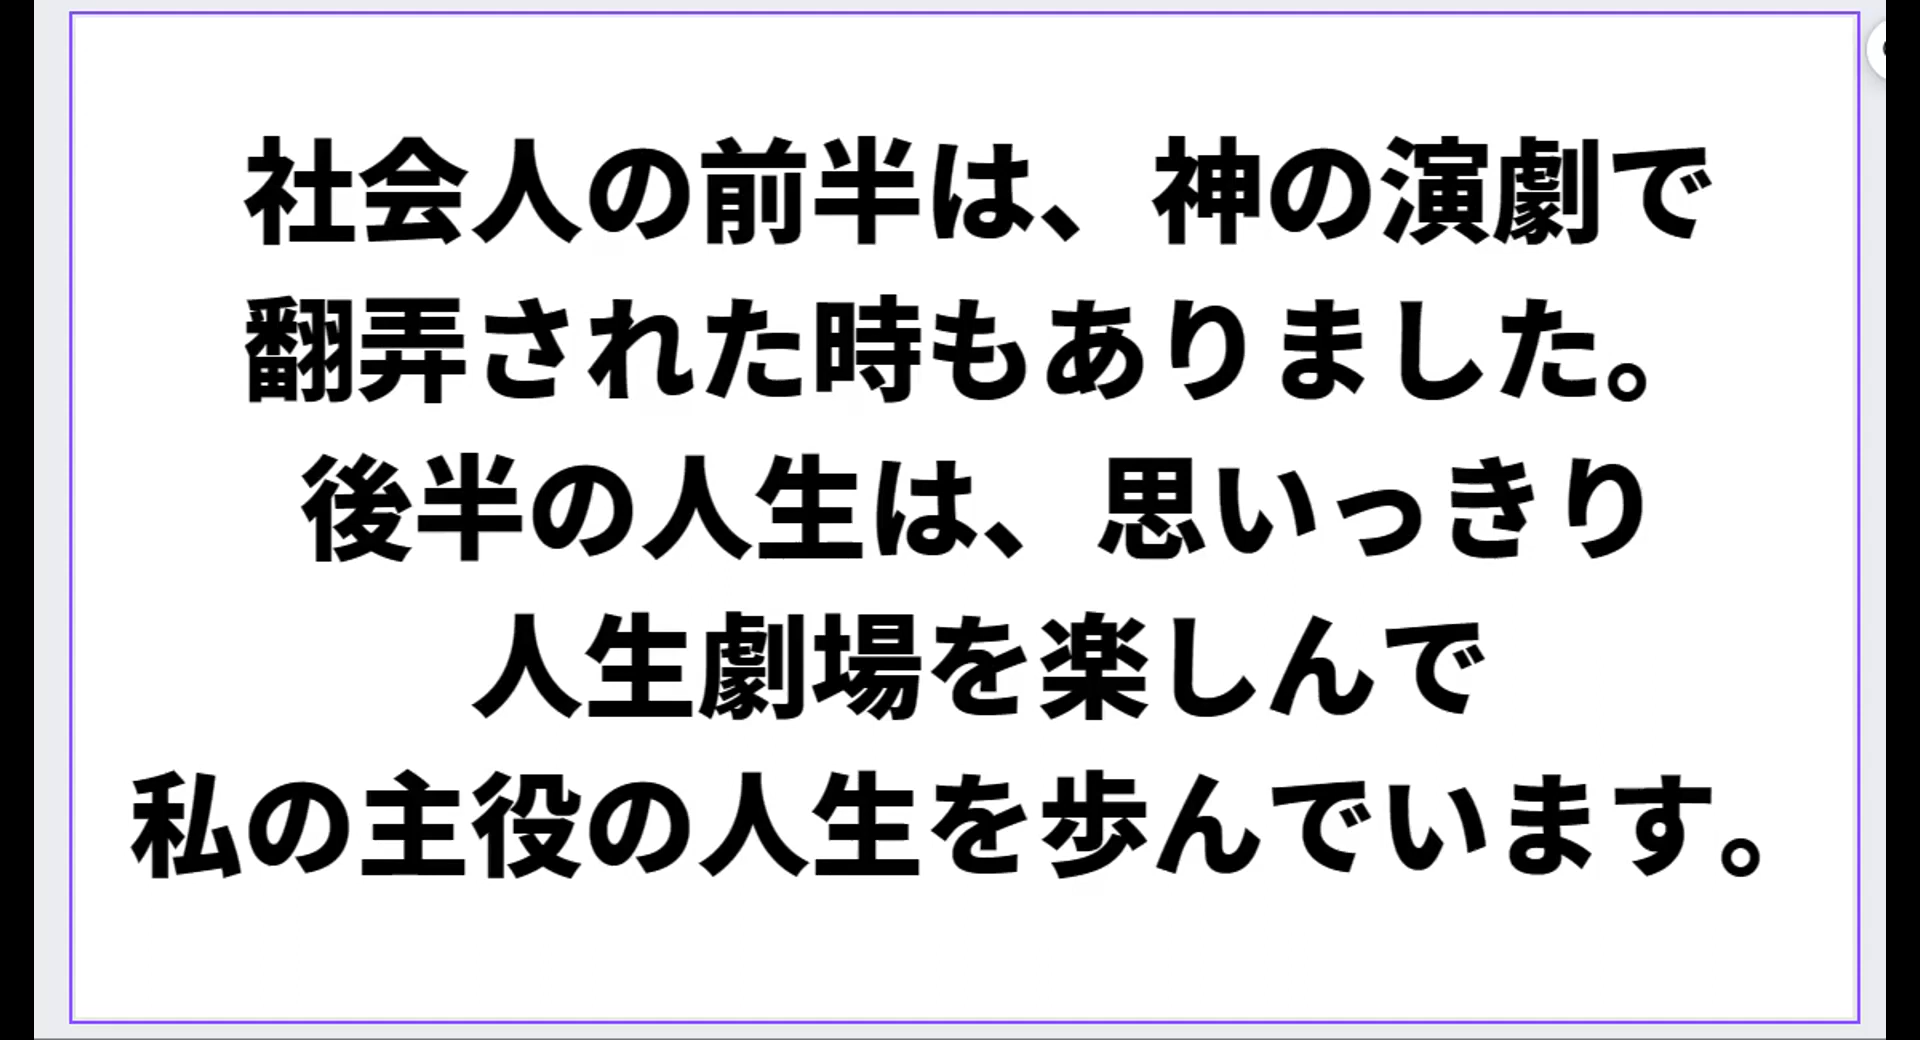 社会人の前半は、神の演劇で
翻弄された時もありました。
後半の人生は、思いっきり
人生劇場を楽しんで
私の主役の人生を歩んでいます。